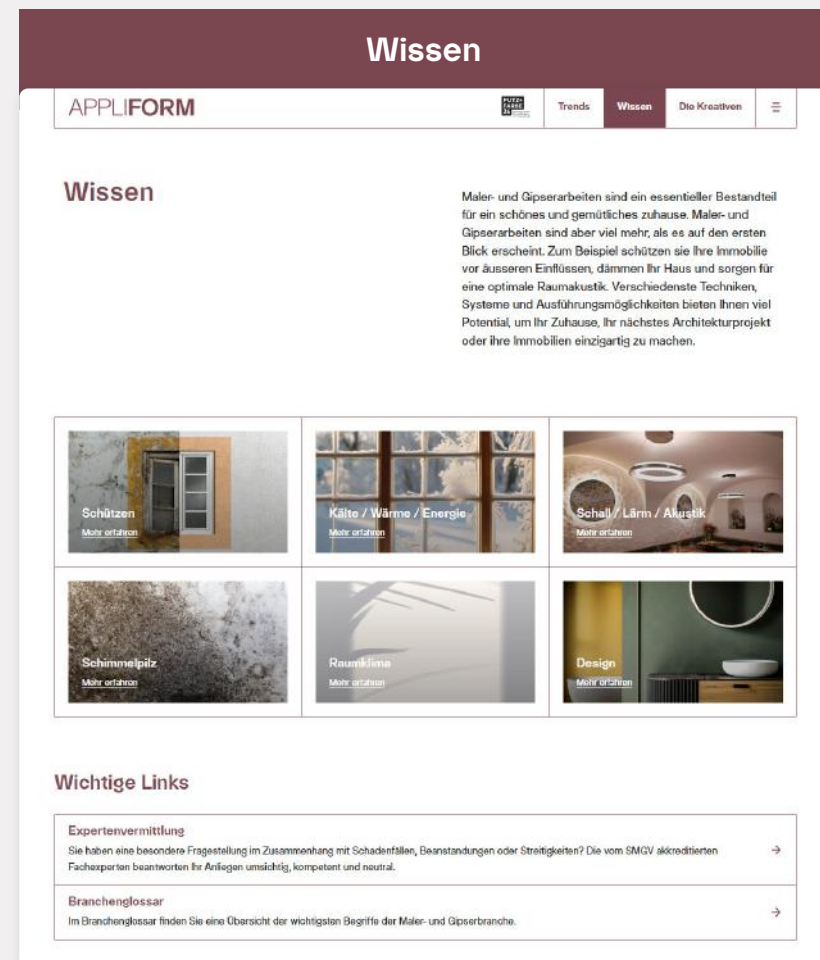 Wissen
APPLIFORM
PUTZ+
FARBE
Trends
Wissen
Die Kreativen
Wissen
Maler- und Gipserarbeiten sind ein essentieller Bestandteil
für ein schönes und gemütliches zuhause. Maler- und
Gipserarbeiten sind aber viel mehr, als es auf den ersten
Blick erscheint. Zum Beispiel schützen sie Ihre Immobilie
vor äusseren Einflüssen, dämmen Ihr Haus und sorgen für
eine optimale Raumakustik. Verschiedenste Techniken,
Systeme und Ausführungsmöglichkeiten bieten Ihnen viel
Potential, um Ihr Zuhause, Ihr nächstes Architekturprojekt
oder ihre Immobilien einzigartig zu machen.
Schützen
Mehr erfahren
Kälte / Wärme / Energie
Mehr erfahren
Schall / Lärm / Akustik
Mehr erfahren
Schimmelpilz
Mehr erfahren
Raumklima
Mehr erfahren
Design
Mehr erfahren
Wichtige Links
Expertenvermittlung
Sie haben eine besondere Fragestellung im Zusammenhang mit Schadenfällen, Beanstandungen oder Streitigkeiten? Die vom SMGV akkreditierten
Fachexperten beantworten Ihr Anliegen umsichtig, kompetent und neutral.
Branchenglossar
Im Branchenglossar finden Sie eine Übersicht der wichtigsten Begriffe der Maler- und Gipserbranche.